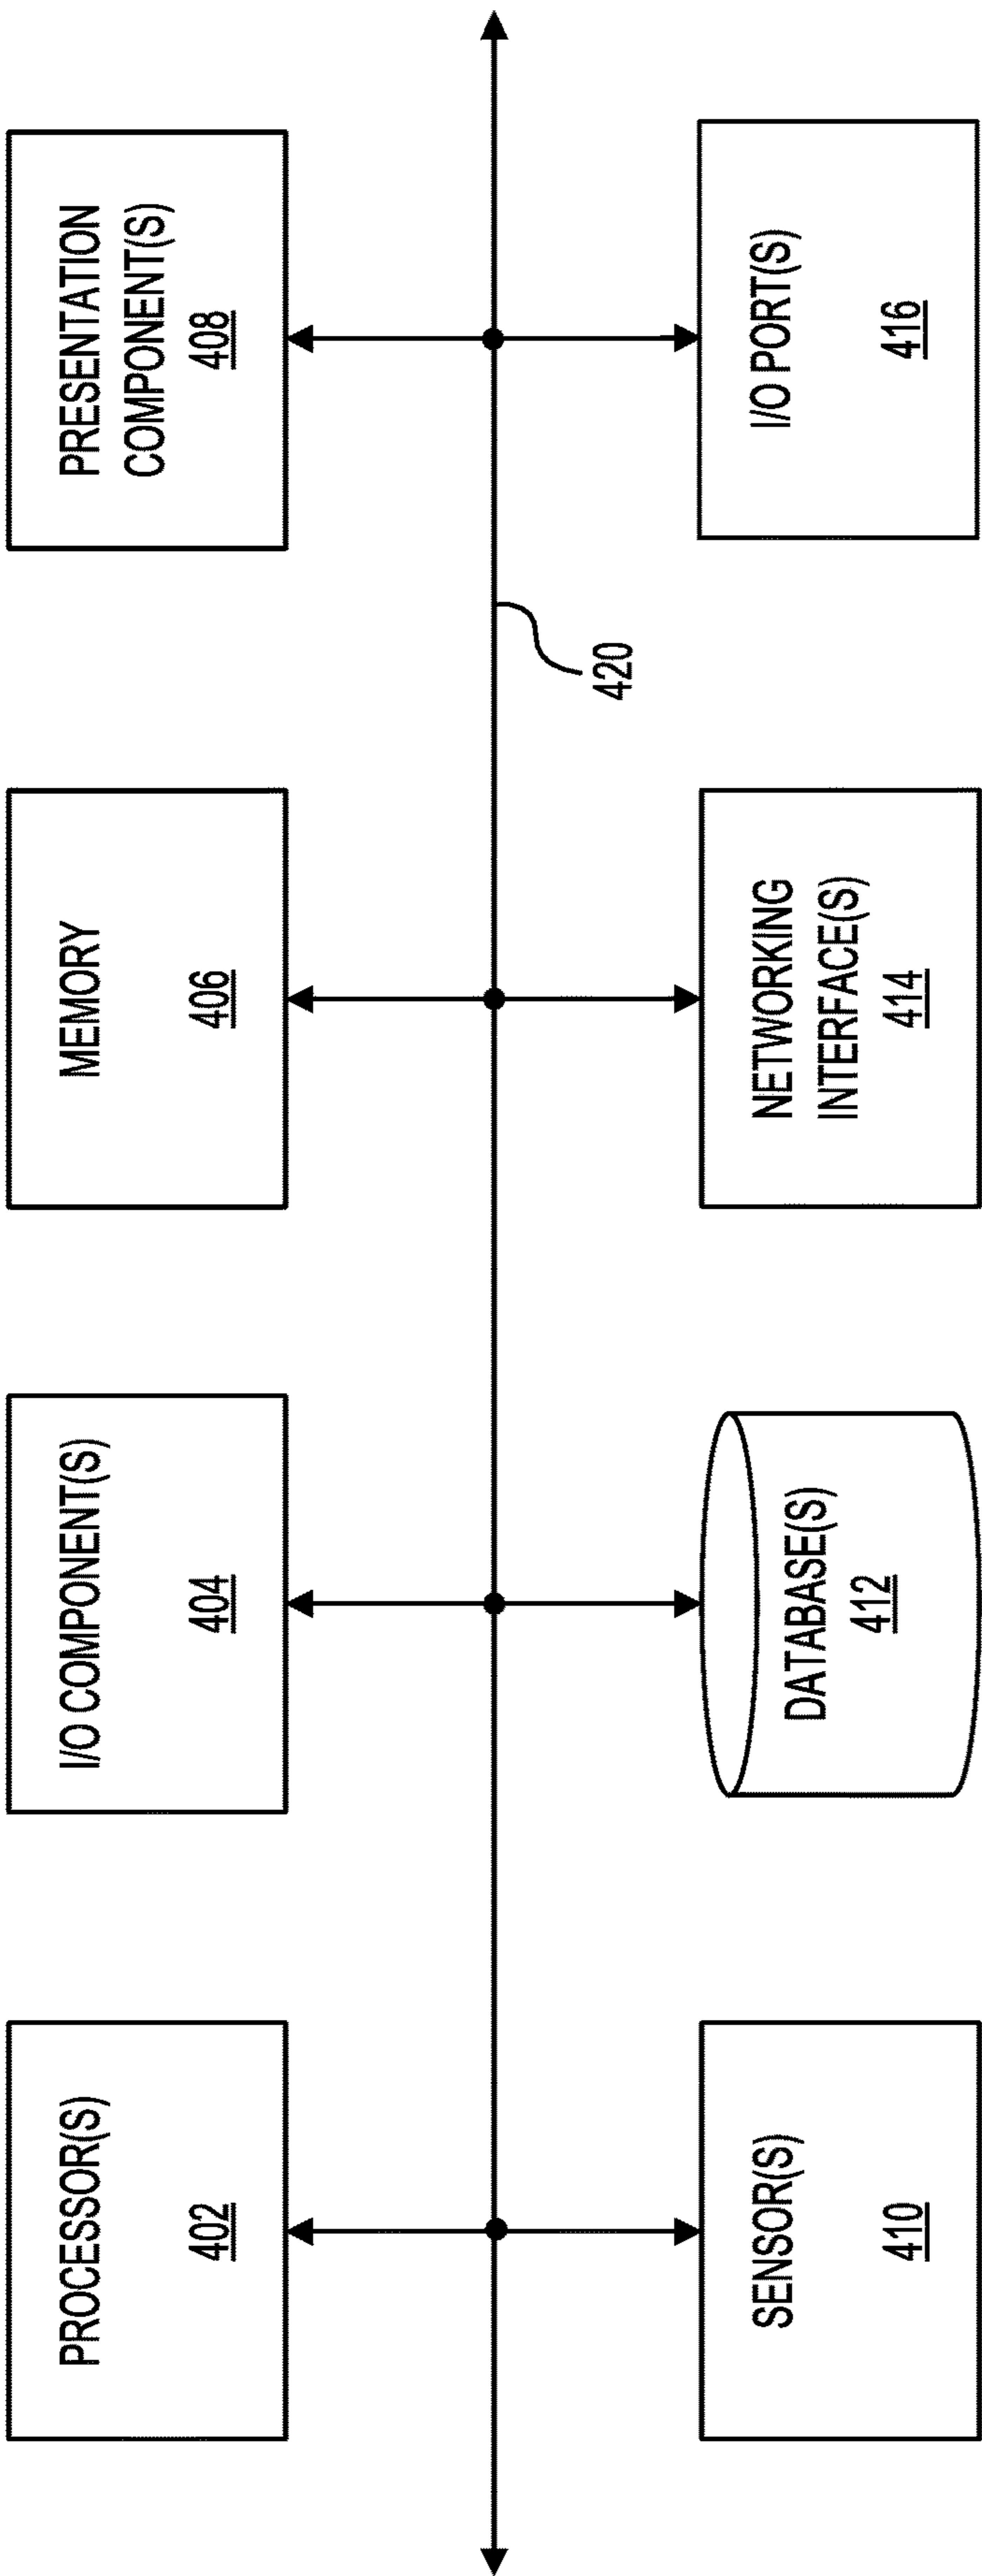 PROCESSOR(S)
402
I/O COMPONENT(S)
404
MEMORY
406
PRESENTATION
COMPONENT(S)
408
420
SENSOR(S)
410
DATABASE(S)
412
NETWORKING
INTERFACE(S)
414
I/O PORT(S)
416